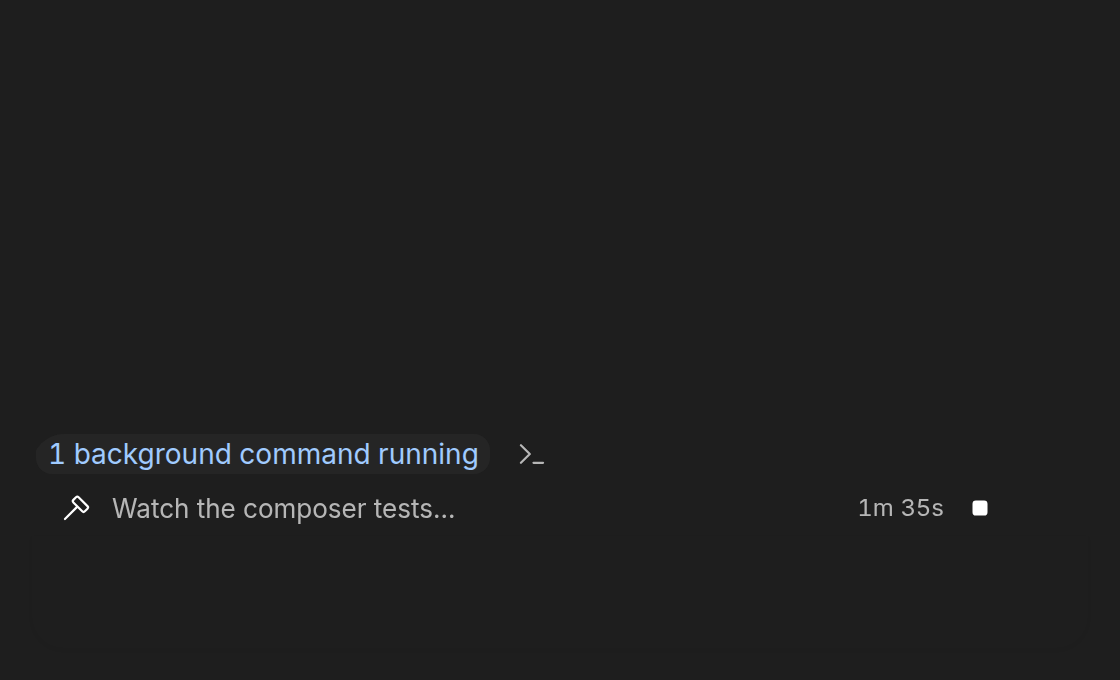 1 background command running
Watch the composer tests... 1m 35s